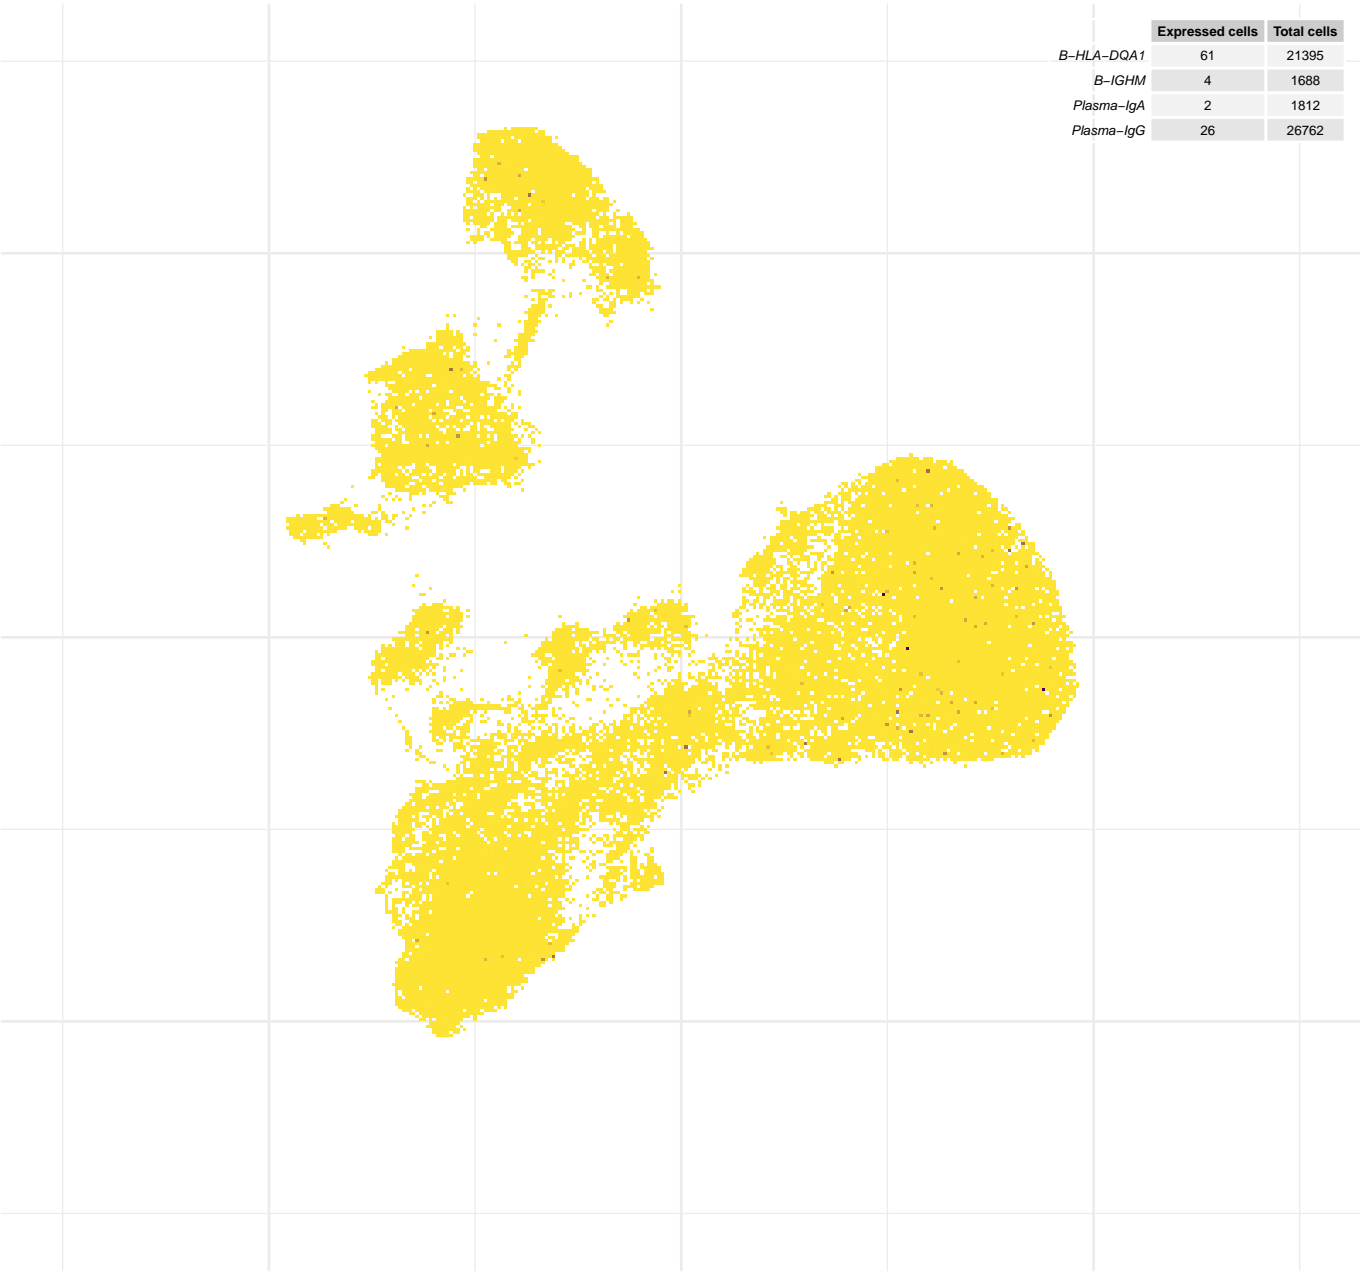 Expressed cells Total cells
B−HLA−DQA1 61 21395
B−IGHM 4 1688
Plasma−IgA 2 1812
Plasma−IgG 26 26762